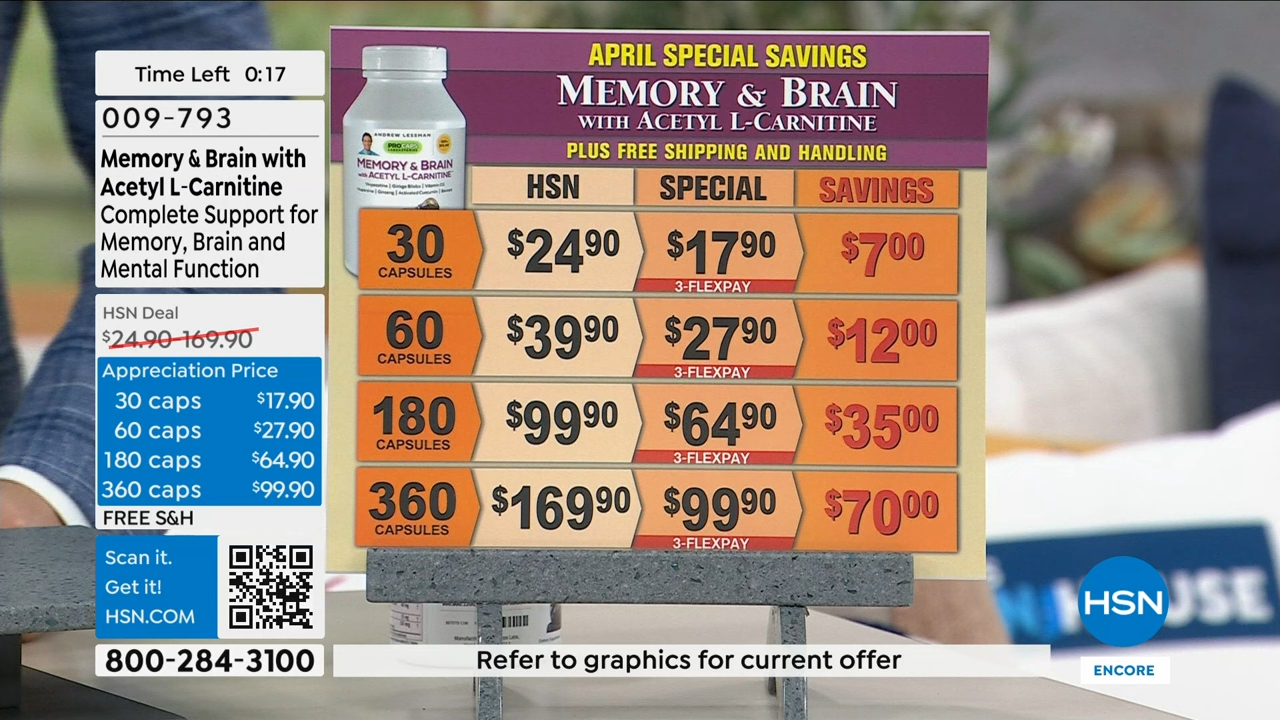 Time Left 0:17
009-793
Memory & Brain with
Acetyl L-Carnitine
Complete Support for
Memory, Brain and
Mental Function
HSN Deal
$24.90-169.90
Appreciation Price
30 caps $17.90
60 caps $27.90
180 caps $64.90
360 caps $99.90
FREE S&H
Scan it.
Get it!
HSN.COM
800-284-3100
APRIL SPECIAL SAVINGS
MEMORY & BRAIN
WITH ACETYL L-CARNITINE
PLUS FREE SHIPPING AND HANDLING
ANDREW LESSMAN
PROCAPS
LABORATORIES
MEMORY & BRAIN
with ACETYL L-CARNITINE
HSN SPECIAL SAVINGS
30 CAPSULES $24.90 $17.90 $7.00
3-FLEXPAY
60 CAPSULES $39.90 $27.90 $12.00
3-FLEXPAY
180 CAPSULES $99.90 $64.90 $35.00
3-FLEXPAY
360 CAPSULES $169.90 $99.90 $70.00
3-FLEXPAY
Refer to graphics for current offer
HSN
ENCORE